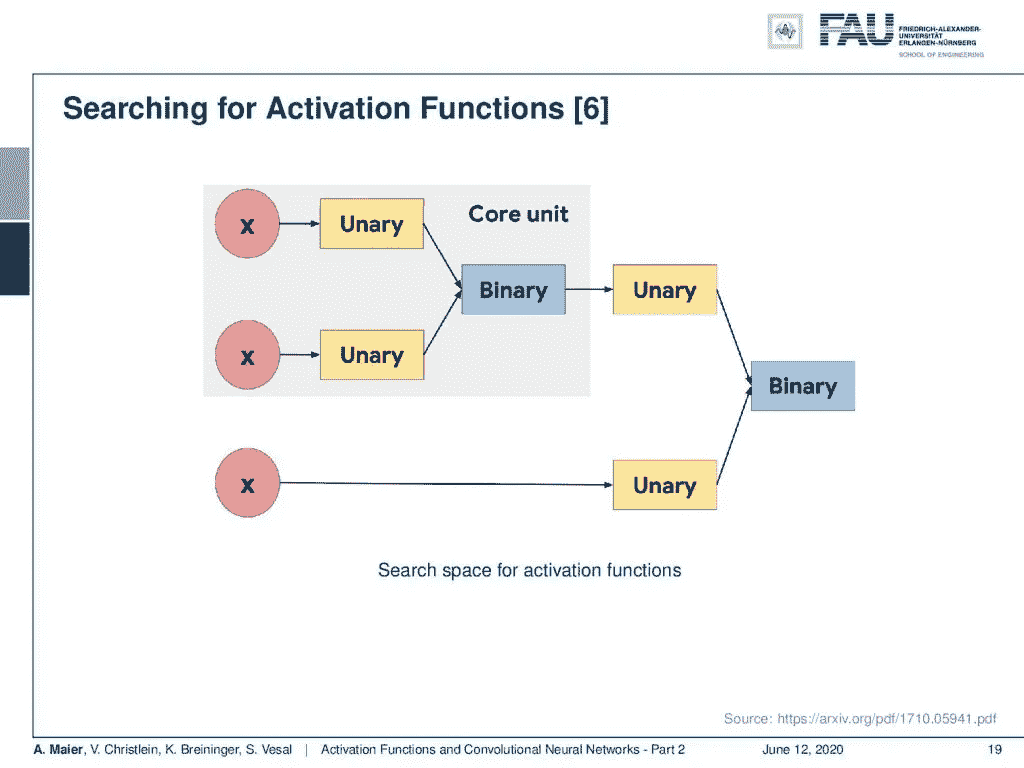 FAU
FRIEDRICH-ALEXANDER-
UNIVERSITÄT
ERLANGEN-NÜRNBERG
SCHOOL OF ENGINEERING
Searching for Activation Functions [6]
x
Unary
Core unit
Binary
Unary
x
Unary
Binary
x
Unary
Search space for activation functions
Source: https://arxiv.org/pdf/1710.05941.pdf
A. Maier, V. Christlein, K. Breininger, S. Vesal | Activation Functions and Convolutional Neural Networks - Part 2 June 12, 2020 19